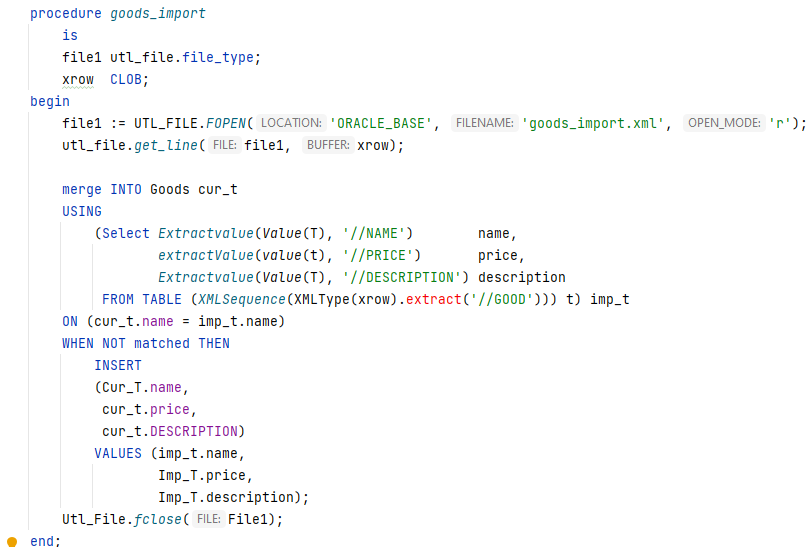 procedure goods_import
is
file1 utl_file.file_type;
xrow CLOB;
begin
file1 := UTL_FILE.FOPEN( LOCATION: 'ORACLE_BASE', FILENAME: 'goods_import.xml', OPEN_MODE: 'r');
utl_file.get_line( FILE: file1, BUFFER: xrow);
merge INTO Goods cur_t
USING
(Select Extractvalue(Value(T), '//NAME') name,
extractValue(value(t), '//PRICE') price,
Extractvalue(Value(T), '//DESCRIPTION') description
FROM TABLE (XMLSequence(XMLType(xrow).extract('//GOOD'))) t) imp_t
ON (cur_t.name = imp_t.name)
WHEN NOT matched THEN
INSERT
(Cur_T.name,
cur_t.price,
cur_t.DESCRIPTION)
VALUES (imp_t.name,
Imp_T.price,
Imp_T.description);
Utl_File.fclose( FILE: File1);
end;